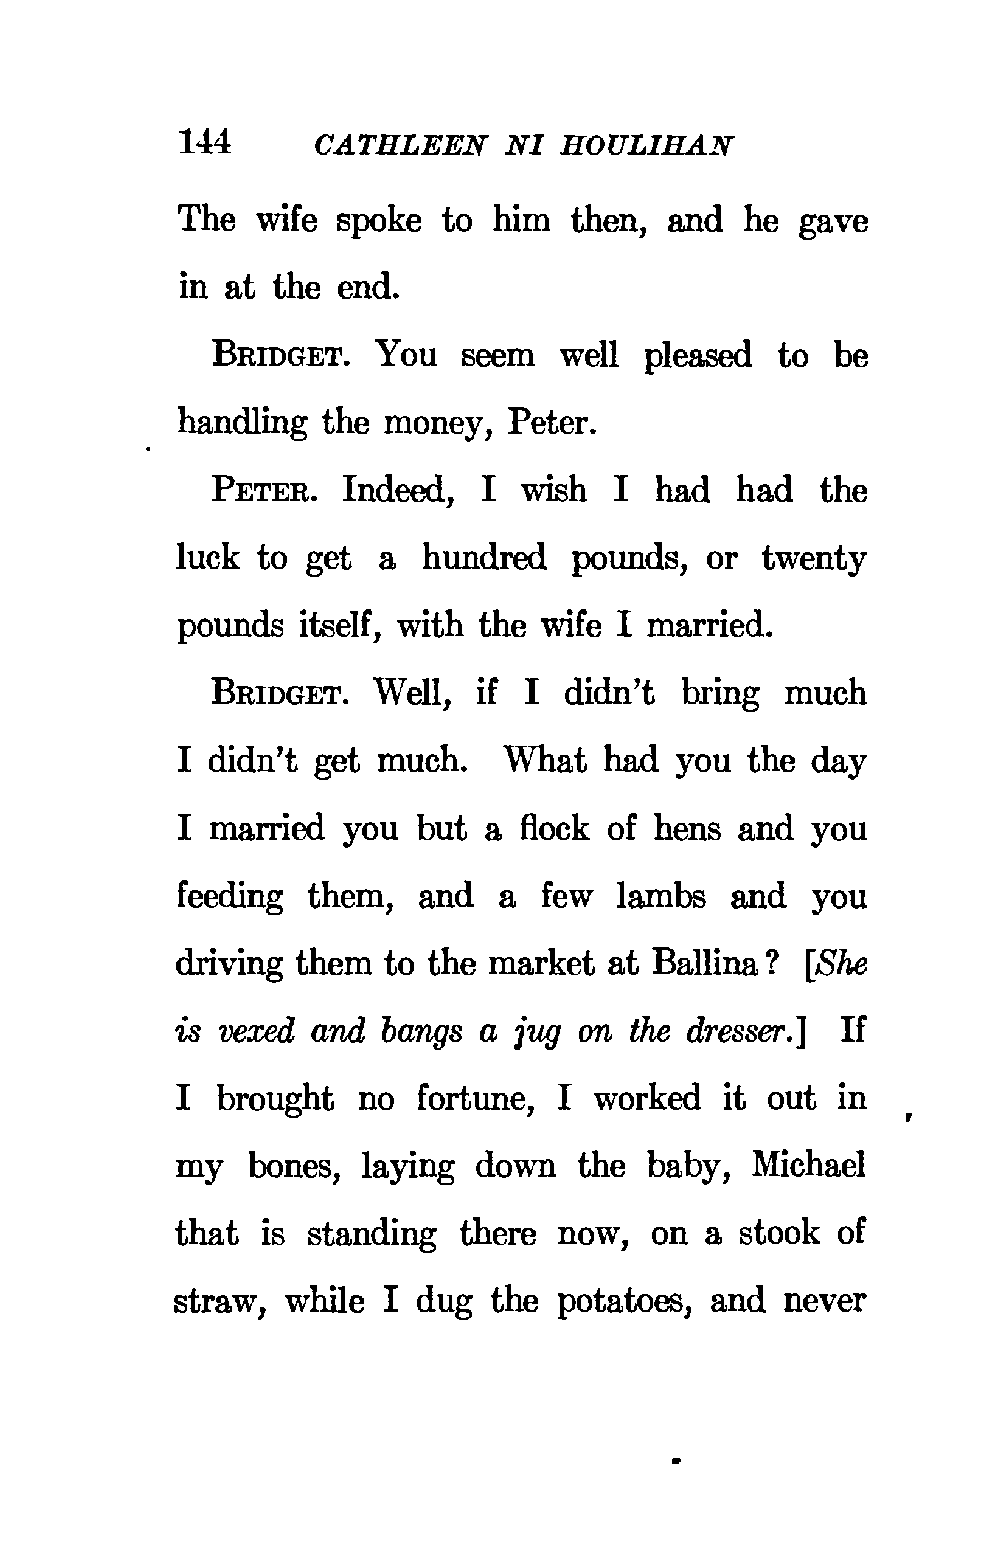 144 CATHLEEN NI HOULIHAN
The wife spoke to him then, and he gave
in at the end.
BRIDGET. You seem well pleased to be
handling the money, Peter.
PETER. Indeed, I wish I had had the
luck to get a hundred pounds, or twenty
pounds itself, with the wife I married.
BRIDGET. Well, if I didn't bring much
I didn't get much. What had you the day
I married you but a flock of hens and you
feeding them, and a few lambs and you
driving them to the market at Ballina? [She
is vexed and bangs a jug on the dresser.] If
I brought no fortune, I worked it out in
my bones, laying down the baby, Michael
that is standing there now, on a stook of
straw, while I dug the potatoes, and never